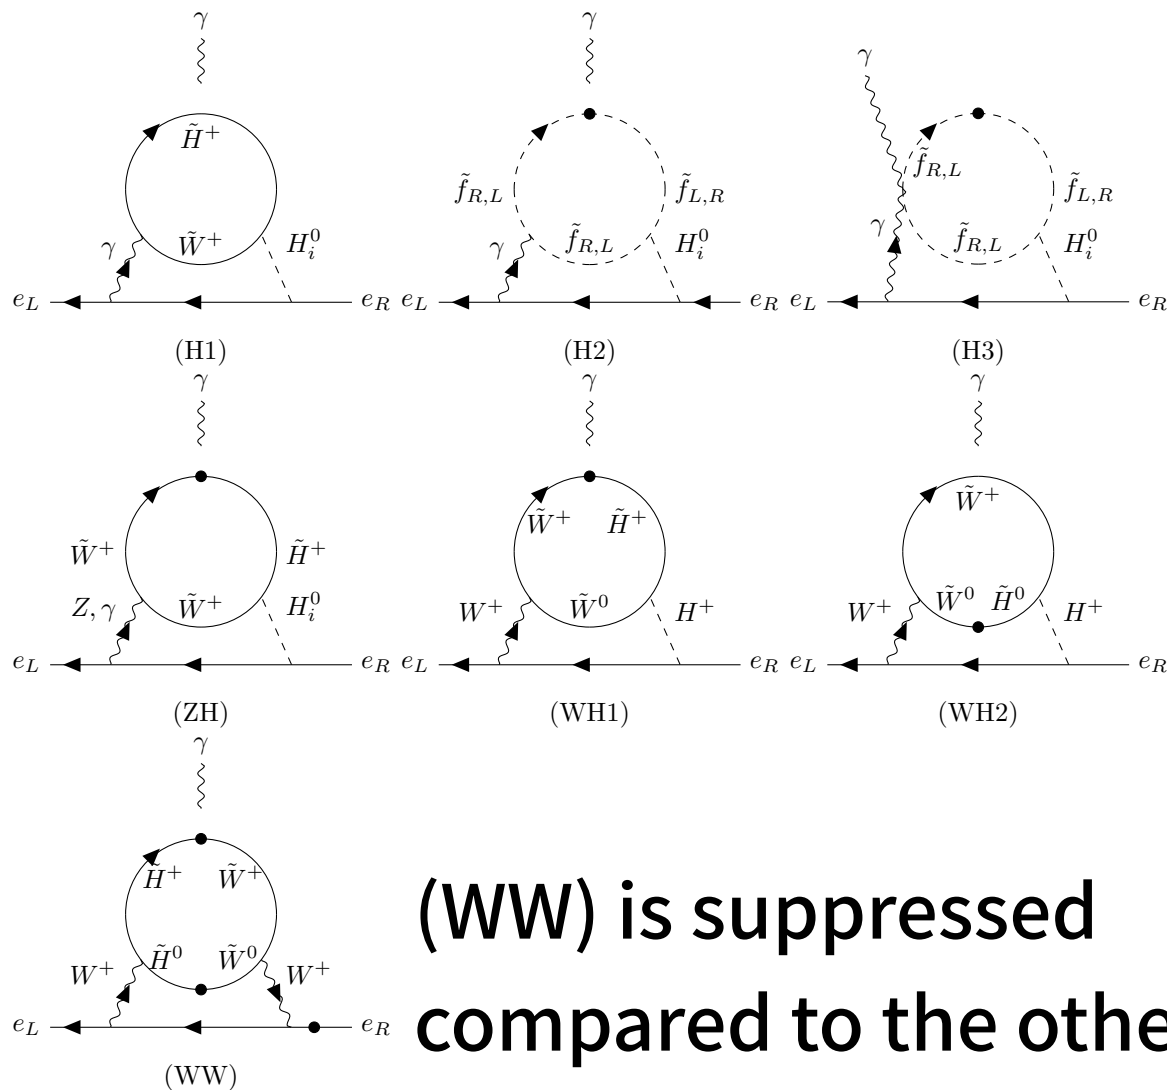 γ γ γ
H̃⁺ f̃_{R,L} f̃_{L,R} f̃_{R,L} f̃_{L,R}
γ W̃⁺ H_i^0 γ f̃_{R,L} H_i^0 γ f̃_{R,L} H_i^0
e_L e_R e_L e_R e_L e_R
(H1) (H2) (H3)
γ γ γ
W̃⁺ H̃⁺ W̃⁺ H̃⁺ W̃⁺
Z, γ W̃⁺ H_i^0 W⁺ W̃⁰ H⁺ W⁺ W̃⁰ H̃⁰ H⁺
e_L e_R e_L e_R e_L e_R
(ZH) (WH1) (WH2)
γ
H̃⁺ W̃⁺
W⁺ H̃⁰ W̃⁰ W⁺
e_L e_R
(WW)
(WW) is suppressed
compared to the othe